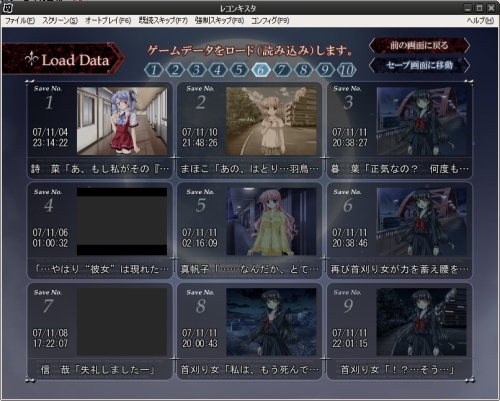 レコンキスタ
ファイル(F) スクリーン(S) オートプレイ(F6) 既読スキップ(F7) 強制スキップ(F8) コンフィグ(F9) ヘルプ(H)
Load Data
ゲームデータをロード(読み込み)します。
前の画面に戻る
セーブ画面に移動
1 2 3 4 5 6 7 8 9 10
Save No.
1
07/11/04
23:14:22
詩　菜「あ、もし私がその『…
Save No.
2
07/11/10
21:48:26
まほこ「あの、はとり…羽鳥…
Save No.
3
07/11/11
20:38:27
暮　葉「正気なの？　何度も…
Save No.
4
07/11/06
01:00:32
「…やはり“彼女”は現れた…
Save No.
5
07/11/11
02:16:09
真帆子「……なんだか、とて…
Save No.
6
07/11/11
20:38:46
再び首刈り女が力を蓄え腰を…
Save No.
7
07/11/08
17:22:07
信　哉「失礼しましたー」
Save No.
8
07/11/11
20:00:43
首刈り女「私は、もう死んで…
Save No.
9
07/11/11
22:01:15
首刈り女「！？…そう…」